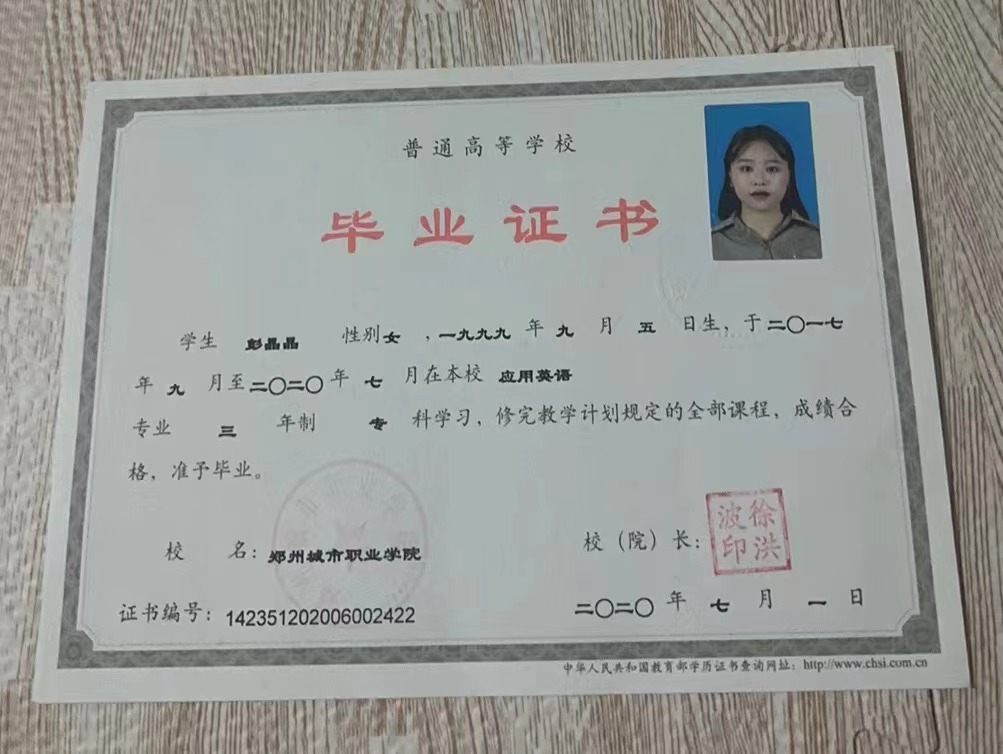 普通高等学校
毕业证书
学生 彭晶晶 性别女，一九九九年九月五日生，于二〇一七
年九月至二〇二〇年七月在本校 应用英语
专业 三 年制 专 科学习，修完教学计划规定的全部课程，成绩合
格，准予毕业。
校 名：郑州城市职业学院
校（院）长：
徐洪波印
证书编号：142351202006002422
二〇二〇年七月一日
中华人民共和国教育部学历证书查询网址：http://www.chsi.com.cn